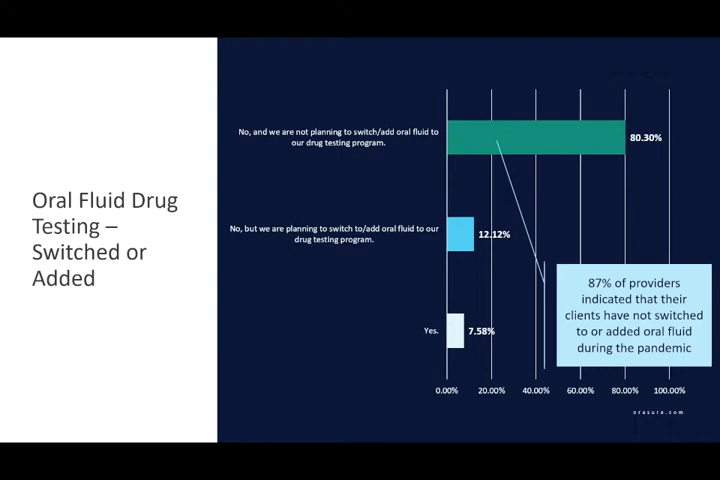 Oral Fluid Drug
Testing –
Switched or
Added
No, and we are not planning to switch/add oral fluid to
our drug testing program.
80.30%
No, but we are planning to switch to/add oral fluid to our
drug testing program.
12.12%
Yes.
7.58%
87% of providers
indicated that their
clients have not switched
to or added oral fluid
during the pandemic
0.00% 20.00% 40.00% 60.00% 80.00% 100.00%
orasure.com